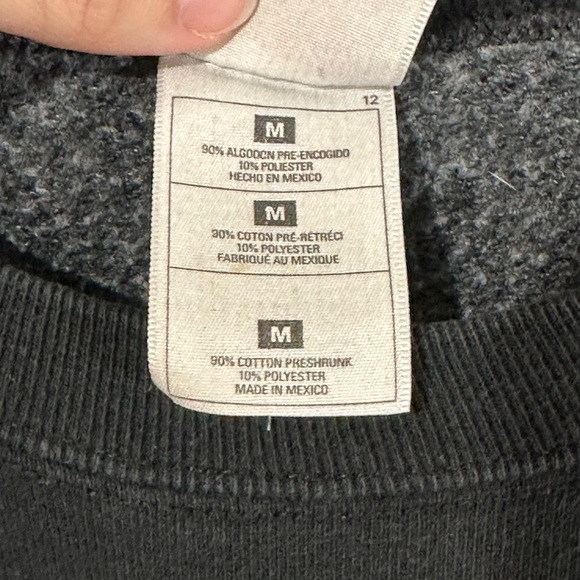 12
M
90% ALGODON PRE-ENCOGIDO
10% POLIESTER
HECHO EN MEXICO
M
90% COTON PRÉ-RÉTRÉCI
10% POLYESTER
FABRIQUÉ AU MEXIQUE
M
90% COTTON PRESHRUNK
10% POLYESTER
MADE IN MEXICO